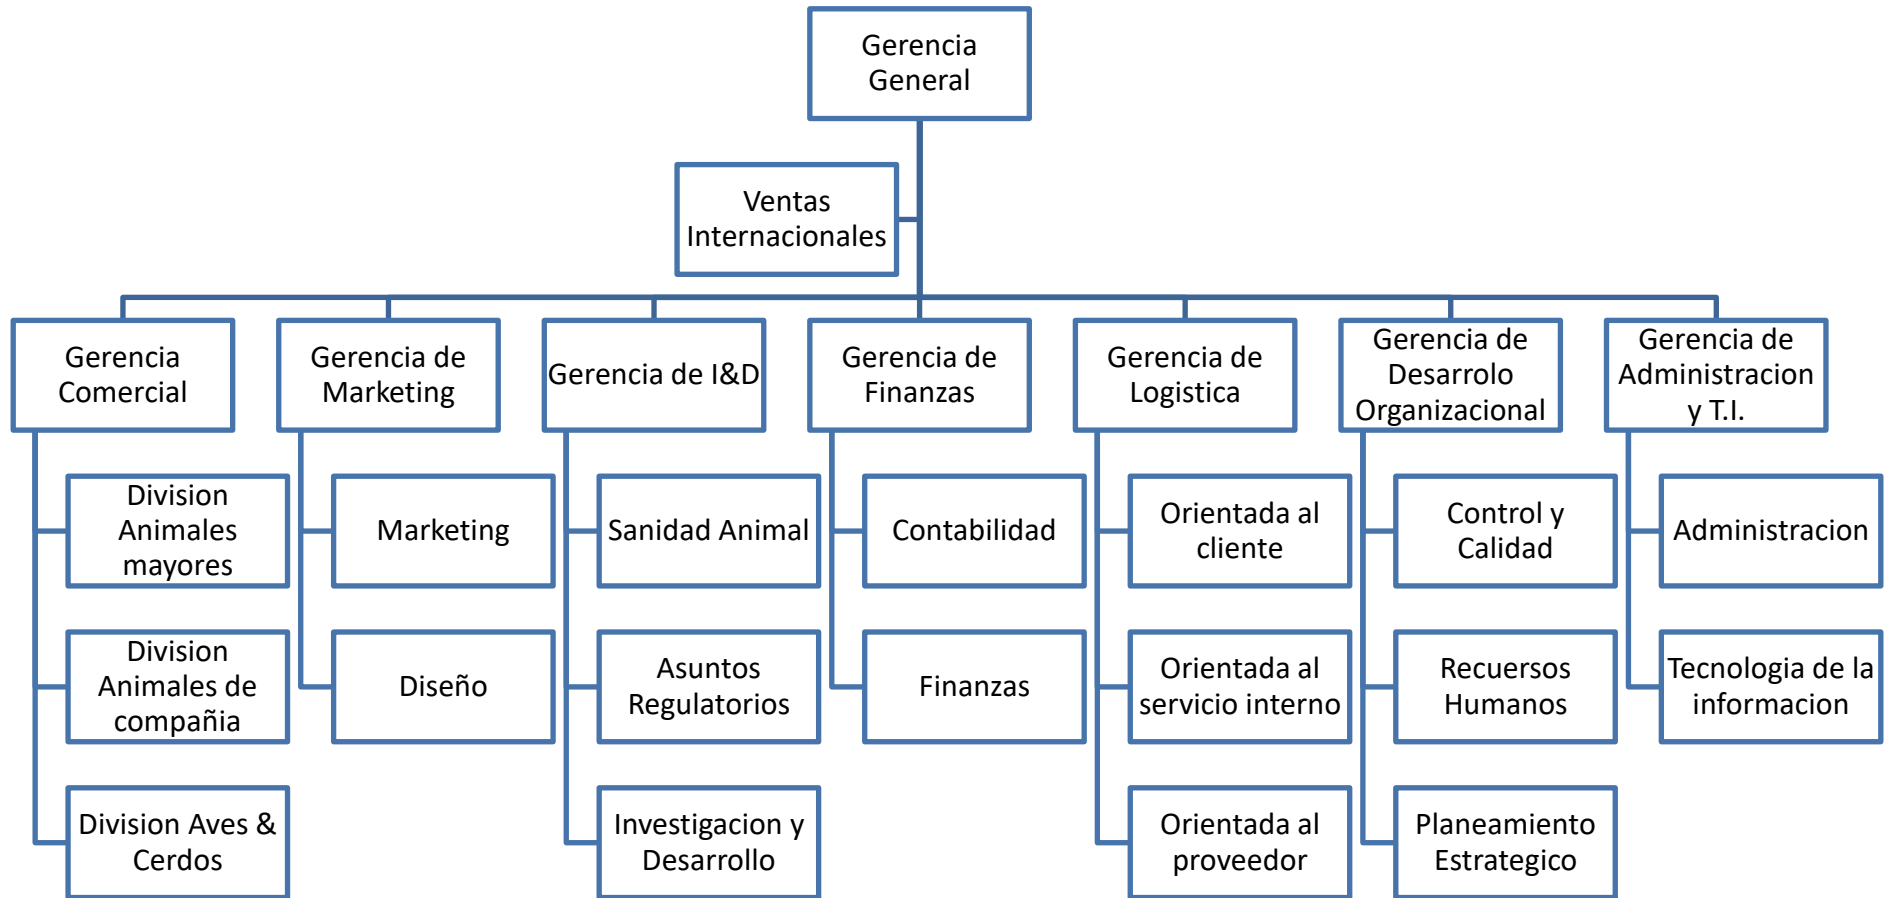 Gerencia
General
Ventas
Internacionales
Gerencia
Comercial
Gerencia de
Marketing
Gerencia de I&D
Gerencia de
Finanzas
Gerencia de
Logistica
Gerencia de
Desarrolo
Organizacional
Gerencia de
Administracion
y T.I.
Division
Animales
mayores
Marketing
Sanidad Animal
Contabilidad
Orientada al
cliente
Control y
Calidad
Administracion
Division
Animales de
compañia
Diseño
Asuntos
Regulatorios
Finanzas
Orientada al
servicio interno
Recuersos
Humanos
Tecnologia de la
informacion
Division Aves &
Cerdos
Investigacion y
Desarrollo
Orientada al
proveedor
Planeamiento
Estrategico